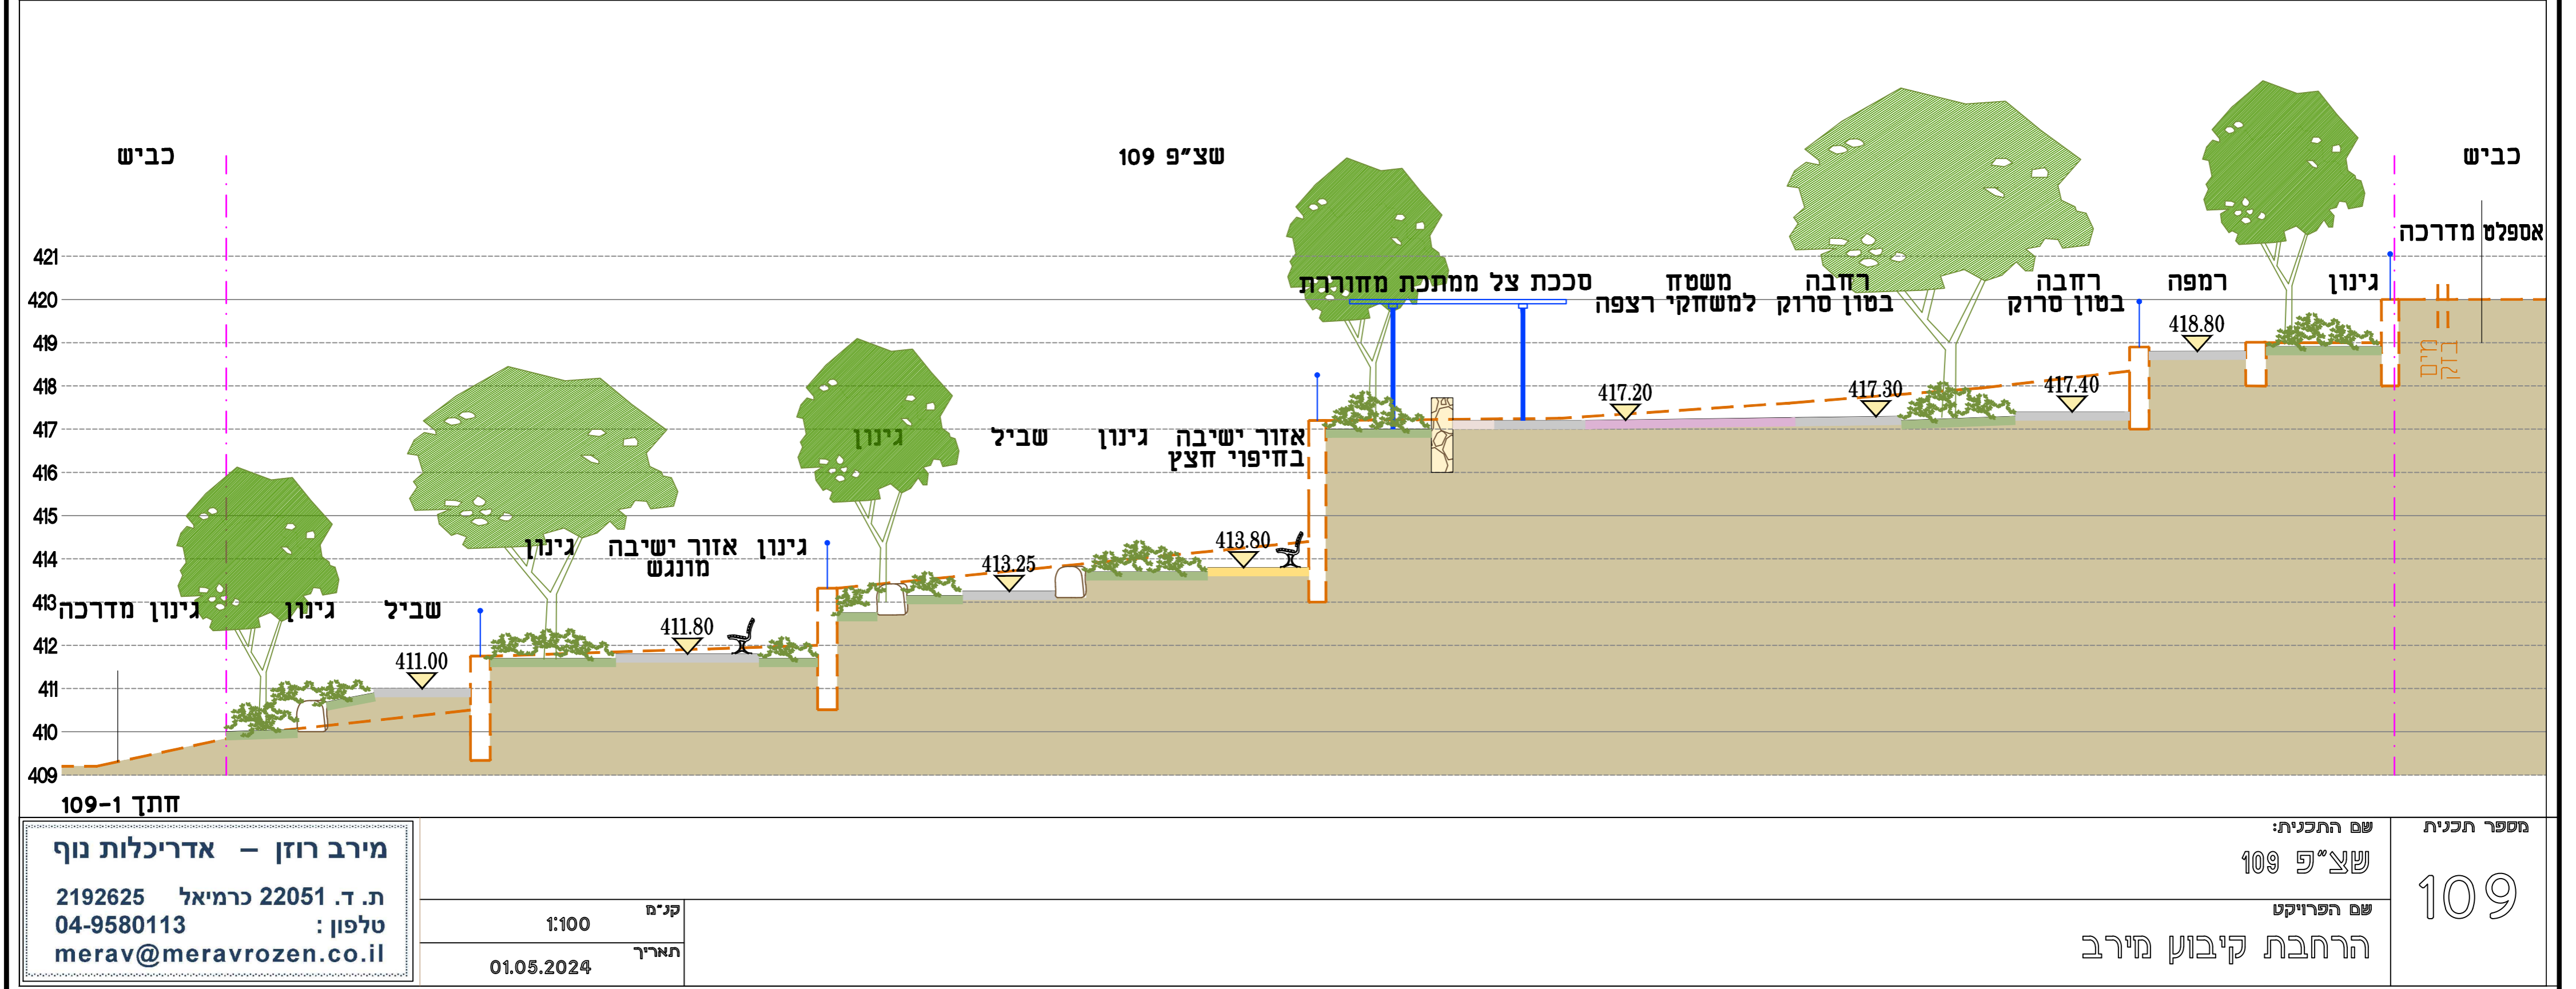 כביש
שצ"פ 109
כביש
אספלט מדרכה
421
420
419
418
417
416
415
414
413
412
411
410
409
סככת צל ממתכת מחוררת
משטח
למשחקי רצפה
רחבה
בטון סרוק
רחבה
בטון סרוק
רמפה
גינון
418.80
417.20
417.30
417.40
מים
בזק
גינון
שביל
גינון
אזור ישיבה
בחיפוי חצץ
413.25
413.80
גינון
אזור ישיבה
מונגש
גינון
411.80
גינון מדרכה
גינון
שביל
411.00
חתך 109-1
מירב רוזן – אדריכלות נוף
ת. ד. 22051 כרמיאל 2192625
טלפון : 04-9580113
merav@meravrozen.co.il
קנ"מ
1:100
תאריך
01.05.2024
שם התכנית:
שצ"פ 109
שם הפרויקט
הרחבת קיבוץ מירב
מספר תכנית
109